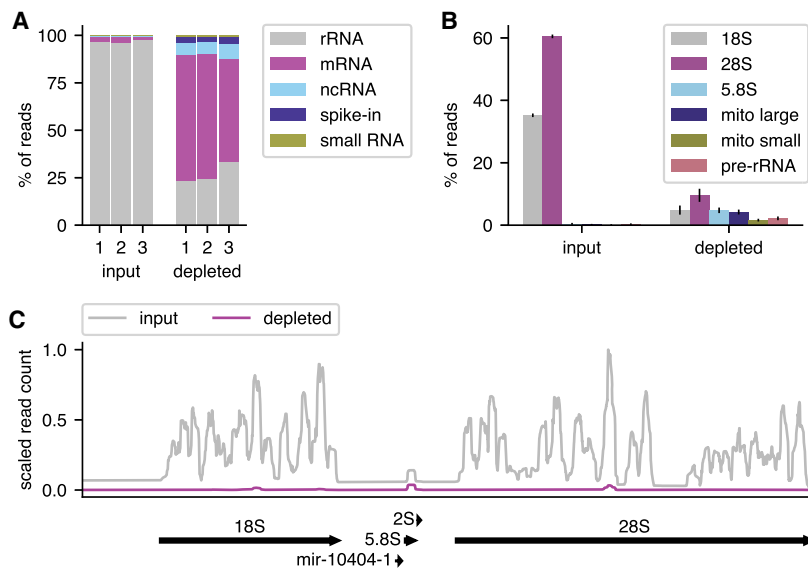 A
% of reads
100
75
50
25
0
1 2 3 1 2 3
input depleted
rRNA
mRNA
ncRNA
spike-in
small RNA
B
% of reads
60
40
20
0
input depleted
18S
28S
5.8S
mito large
mito small
pre-rRNA
C
input depleted
scaled read count
1.0
0.5
0.0
18S
2S
5.8S
mir-10404-1
28S